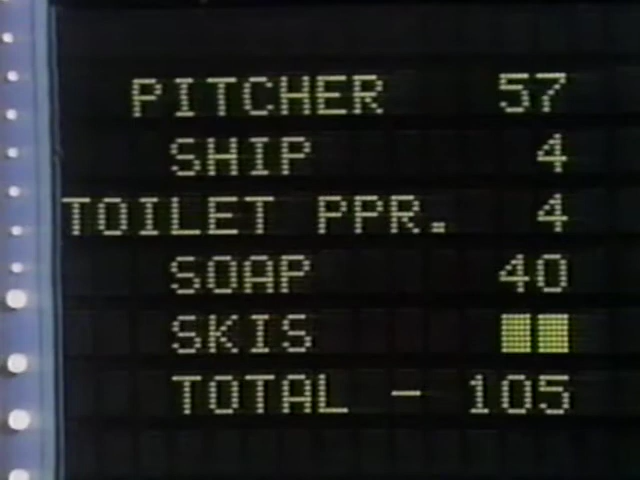 PITCHER 57
SHIP 4
TOILET PPR. 4
SOAP 40
SKIS
TOTAL - 105